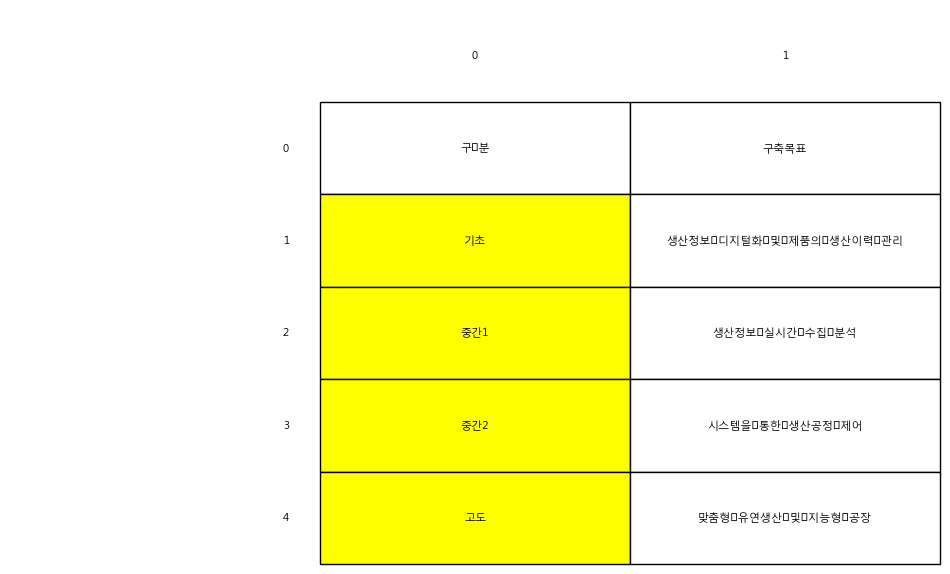 0 1
0 구□분 구축목표
1 기초 생산정보□디지털화□및□제품의□생산이력□관리
2 중간1 생산정보□실시간□수집□분석
3 중간2 시스템을□통한□생산공정□제어
4 고도 맞춤형□유연생산□및□지능형□공장